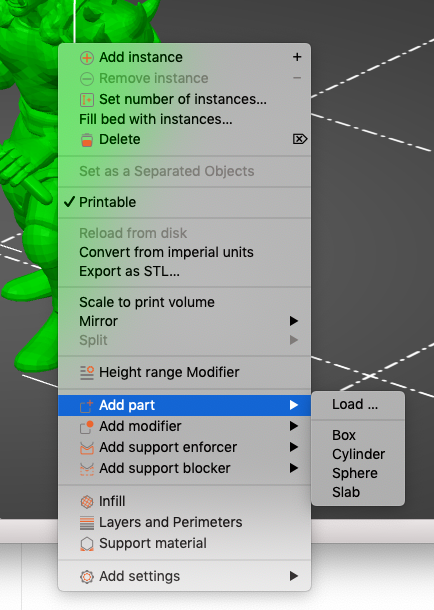 Add instance +
Remove instance −
Set number of instances...
Fill bed with instances...
Delete ⌦
Set as a Separated Objects
✓ Printable
Reload from disk
Convert from imperial units
Export as STL...
Scale to print volume
Mirror
Split
Height range Modifier
Add part
Load ...
Add modifier
Box
Add support enforcer
Cylinder
Add support blocker
Sphere
Slab
Infill
Layers and Perimeters
Support material
Add settings